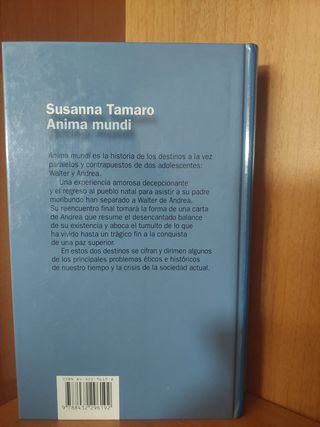 Susanna Tamaro
Anima mundi
Anima mundi es la historia de los destinos a la vez
paralelos y contrapuestos de dos adolescentes:
Walter y Andrea.
Una experiencia amorosa decepcionante
y el regreso al pueblo natal para asistir a su padre
moribundo han separado a Walter de Andrea.
Su reencuentro final tomará la forma de una carta
de Andrea que resume el desencantado balance
de su existencia y aboca el tumulto de lo que
ha vivido hasta un trágico fin a la conquista
de una paz superior.
En estos dos destinos se cifran y dirimen algunos
de los principales problemas éticos e históricos
de nuestro tiempo y la crisis de la sociedad actual.
9 788432 296192